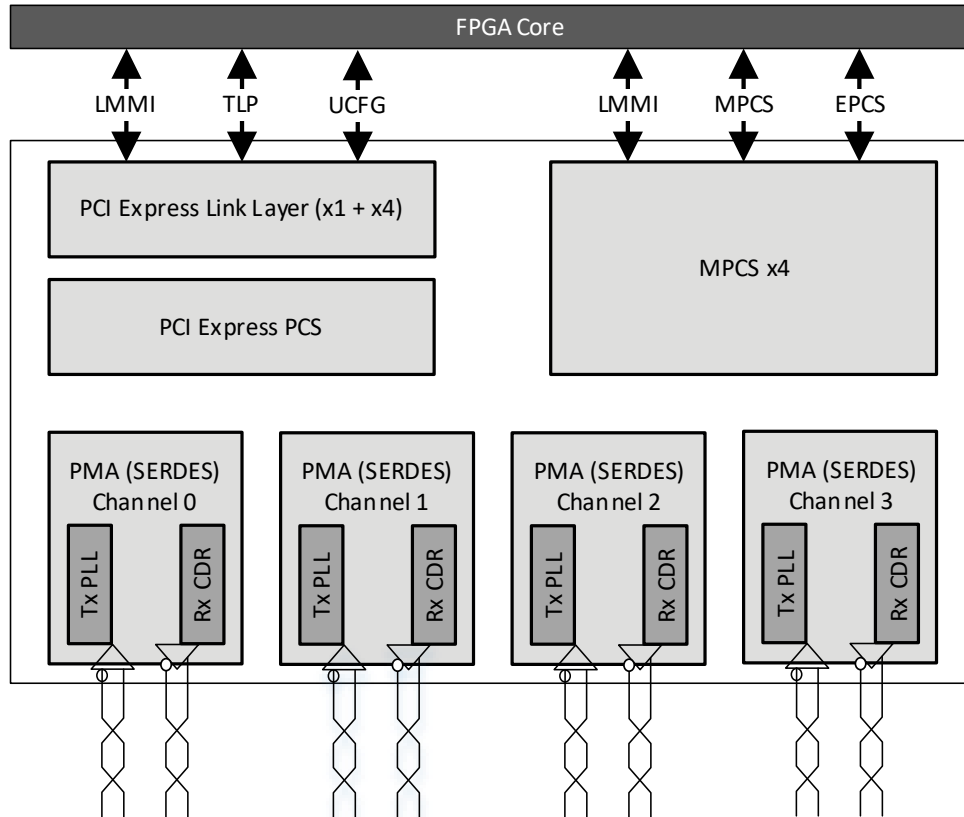 FPGA Core
LMMI
TLP
UCFG
LMMI
MPCS
EPCS
PCI Express Link Layer (x1 + x4)
PCI Express PCS
MPCS x4
PMA (SERDES)
Channel 0
Tx PLL
Rx CDR
PMA (SERDES)
Channel 1
Tx PLL
Rx CDR
PMA (SERDES)
Channel 2
Tx PLL
Rx CDR
PMA (SERDES)
Channel 3
Tx PLL
Rx CDR